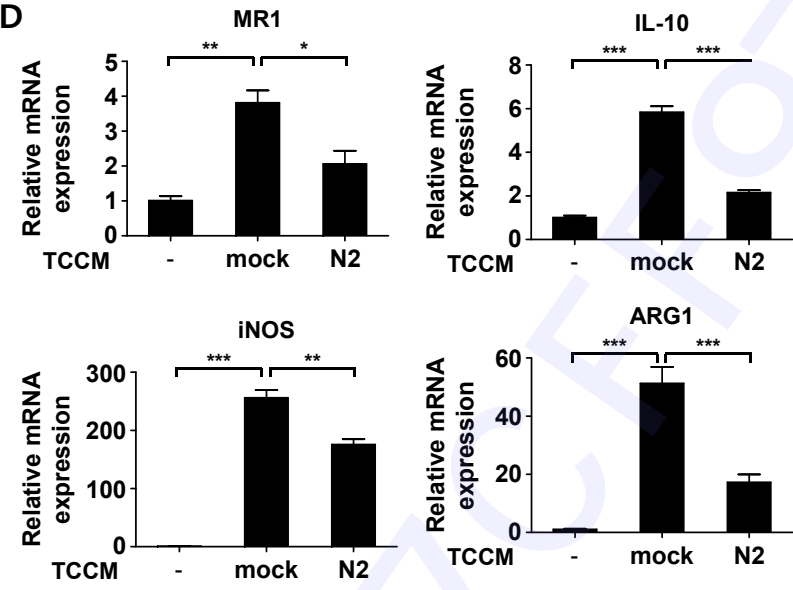 D
MR1
Relative mRNA
expression
5
4
3
2
1
0
**
*
TCCM - mock N2
IL-10
Relative mRNA
expression
8
6
4
2
0
***
***
TCCM - mock N2
iNOS
Relative mRNA
expression
300
200
100
0
***
**
TCCM - mock N2
ARG1
Relative mRNA
expression
60
40
20
0
***
***
TCCM - mock N2